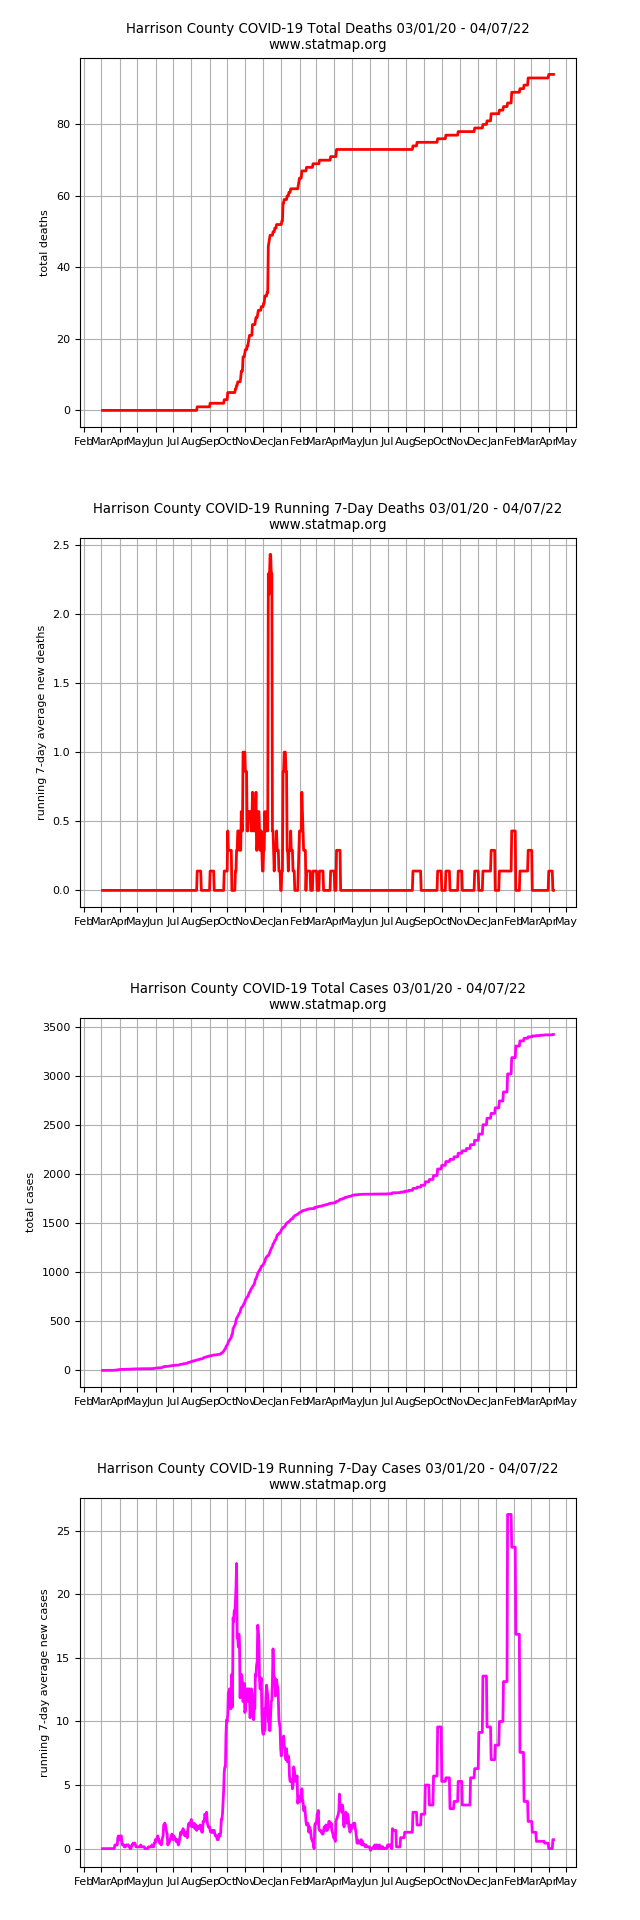 Harrison County COVID-19 Total Deaths 03/01/20 - 04/07/22
www.statmap.org
80
60
40
20
0
total deaths
Feb Mar Apr May Jun Jul Aug Sep Oct Nov Dec Jan Feb Mar Apr May Jun Jul Aug Sep Oct Nov Dec Jan Feb Mar Apr May
Harrison County COVID-19 Running 7-Day Deaths 03/01/20 - 04/07/22
www.statmap.org
2.5
2.0
1.5
1.0
0.5
0.0
running 7-day average new deaths
Feb Mar Apr May Jun Jul Aug Sep Oct Nov Dec Jan Feb Mar Apr May Jun Jul Aug Sep Oct Nov Dec Jan Feb Mar Apr May
Harrison County COVID-19 Total Cases 03/01/20 - 04/07/22
www.statmap.org
3500
3000
2500
2000
1500
1000
500
0
total cases
Feb Mar Apr May Jun Jul Aug Sep Oct Nov Dec Jan Feb Mar Apr May Jun Jul Aug Sep Oct Nov Dec Jan Feb Mar Apr May
Harrison County COVID-19 Running 7-Day Cases 03/01/20 - 04/07/22
www.statmap.org
25
20
15
10
5
0
running 7-day average new cases
Feb Mar Apr May Jun Jul Aug Sep Oct Nov Dec Jan Feb Mar Apr May Jun Jul Aug Sep Oct Nov Dec Jan Feb Mar Apr May